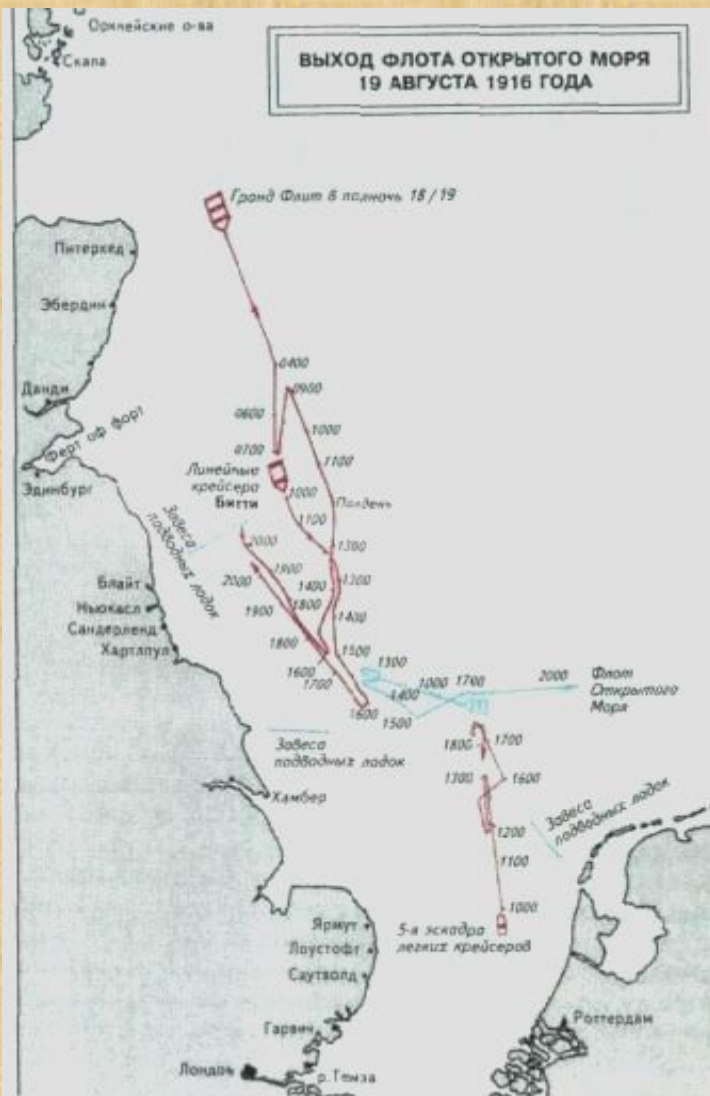 ВЫХОД ФЛОТА ОТКРЫТОГО МОРЯ
19 АВГУСТА 1916 ГОДА
Оркнейские о-ва
Скапа
Гранд Флит в полночь 18/19
Питерхед
Эбердин
Данди
Ферт оф форт
Эдинбург
0400
0900
0600
1000
0700
1100
Линейные
крейсера
Битти
1000
Полдень
1100
Завеса
подводных лодок
2000
1300
2000
1900
1300
1400
1800
1900
1400
Блайт
Ньюкасл
Сандерленд
Хартлпул
1800
1500
1600
1300
1700
1000
1700
2000
Флот
Открытого
Моря
1400
1600
1500
Завеса
подводных лодок
1800
1700
1300
1600
Хамбер
Завеса
подводных лодок
1200
1100
1000
5-я эскадра
легких крейсеров
Ярмут
Лоустофт
Саутволд
Гарвич
Роттердам
Лондон
р. Темза